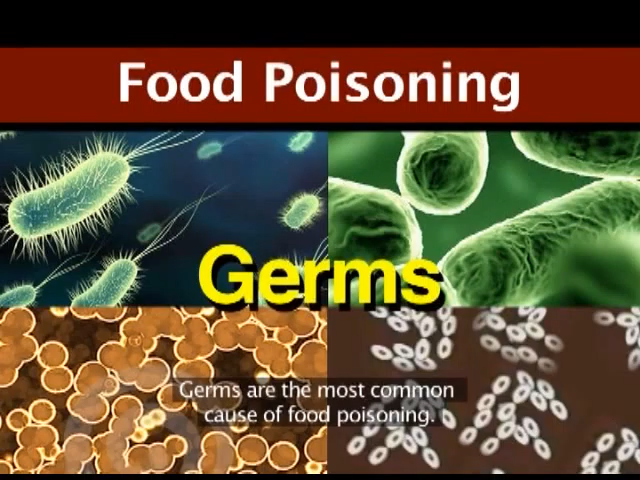 Food Poisoning
Germs
Germs are the most common
cause of food poisoning.